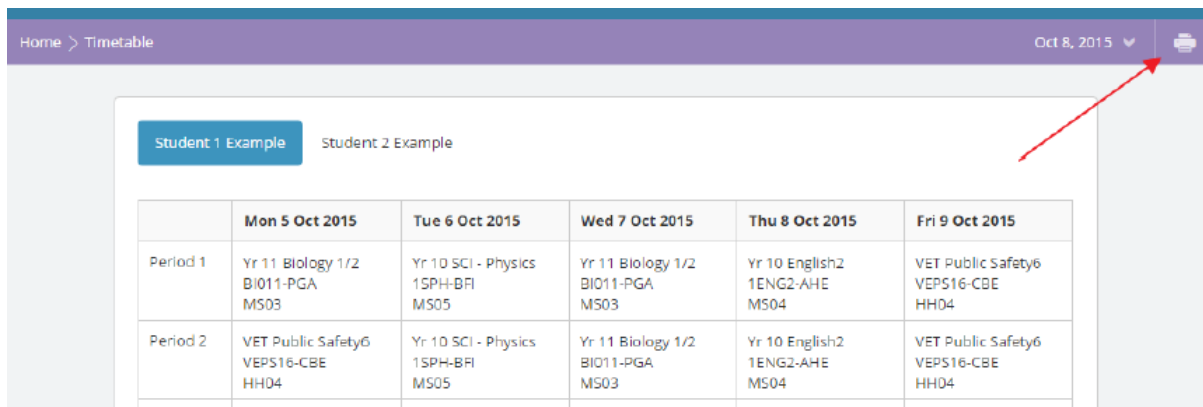 Home > Timetable
Oct 8, 2015
Student 1 Example
Student 2 Example
Mon 5 Oct 2015 Tue 6 Oct 2015 Wed 7 Oct 2015 Thu 8 Oct 2015 Fri 9 Oct 2015
Period 1 Yr 11 Biology 1/2 Yr 10 SCI - Physics Yr 11 Biology 1/2 Yr 10 English2 VET Public Safety6
BI011-PGA 1SPH-BFI BI011-PGA 1ENG2-AHE VEPS16-CBE
MS03 MS05 MS03 MS04 HH04
Period 2 VET Public Safety6 Yr 10 SCI - Physics Yr 11 Biology 1/2 Yr 10 English2 VET Public Safety6
VEPS16-CBE 1SPH-BFI BI011-PGA 1ENG2-AHE VEPS16-CBE
HH04 MS05 MS03 MS04 HH04